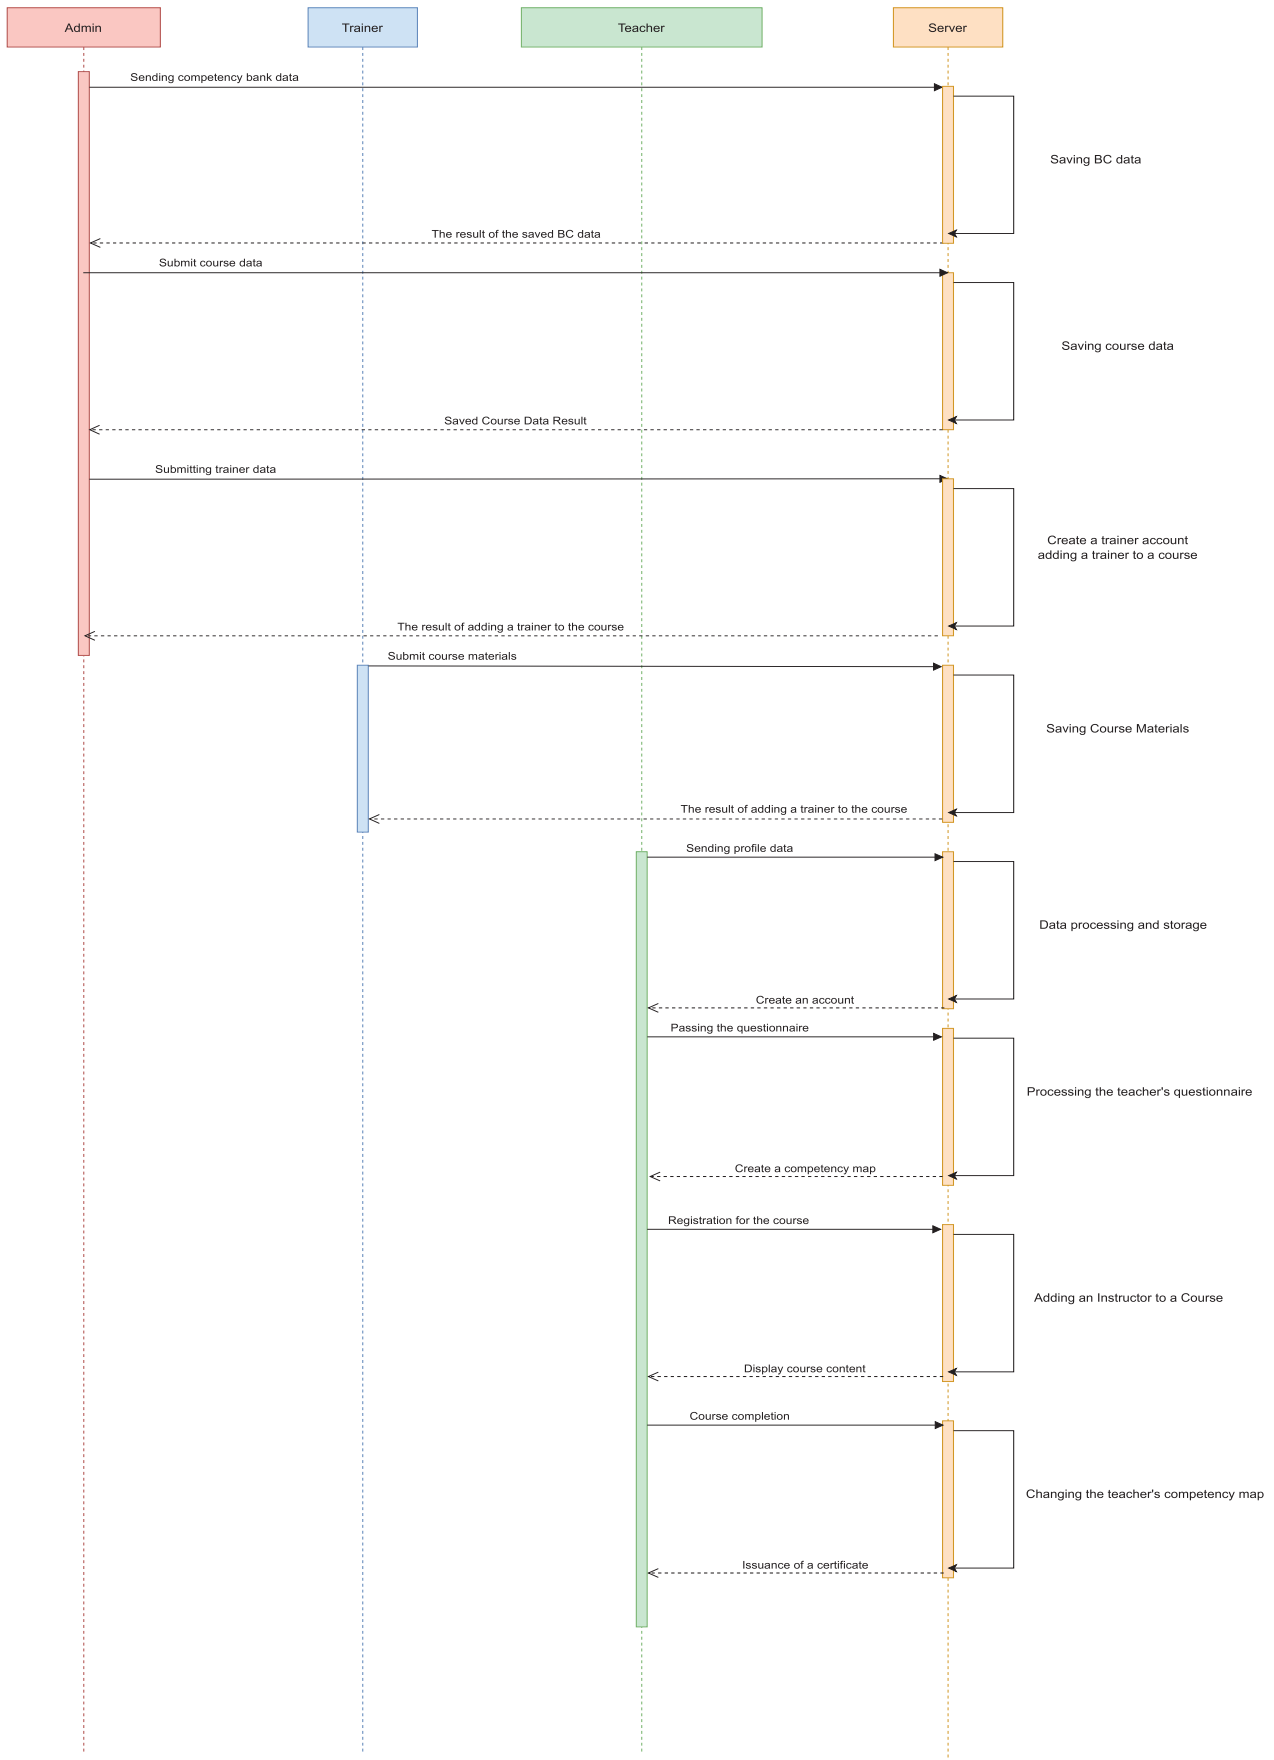 Admin
Trainer
Teacher
Server
Sending competency bank data
Saving BC data
The result of the saved BC data
Submit course data
Saving course data
Saved Course Data Result
Submitting trainer data
Create a trainer account
adding a trainer to a course
The result of adding a trainer to the course
Submit course materials
Saving Course Materials
The result of adding a trainer to the course
Sending profile data
Data processing and storage
Create an account
Passing the questionnaire
Processing the teacher's questionnaire
Create a competency map
Registration for the course
Adding an Instructor to a Course
Display course content
Course completion
Changing the teacher's competency map
Issuance of a certificate